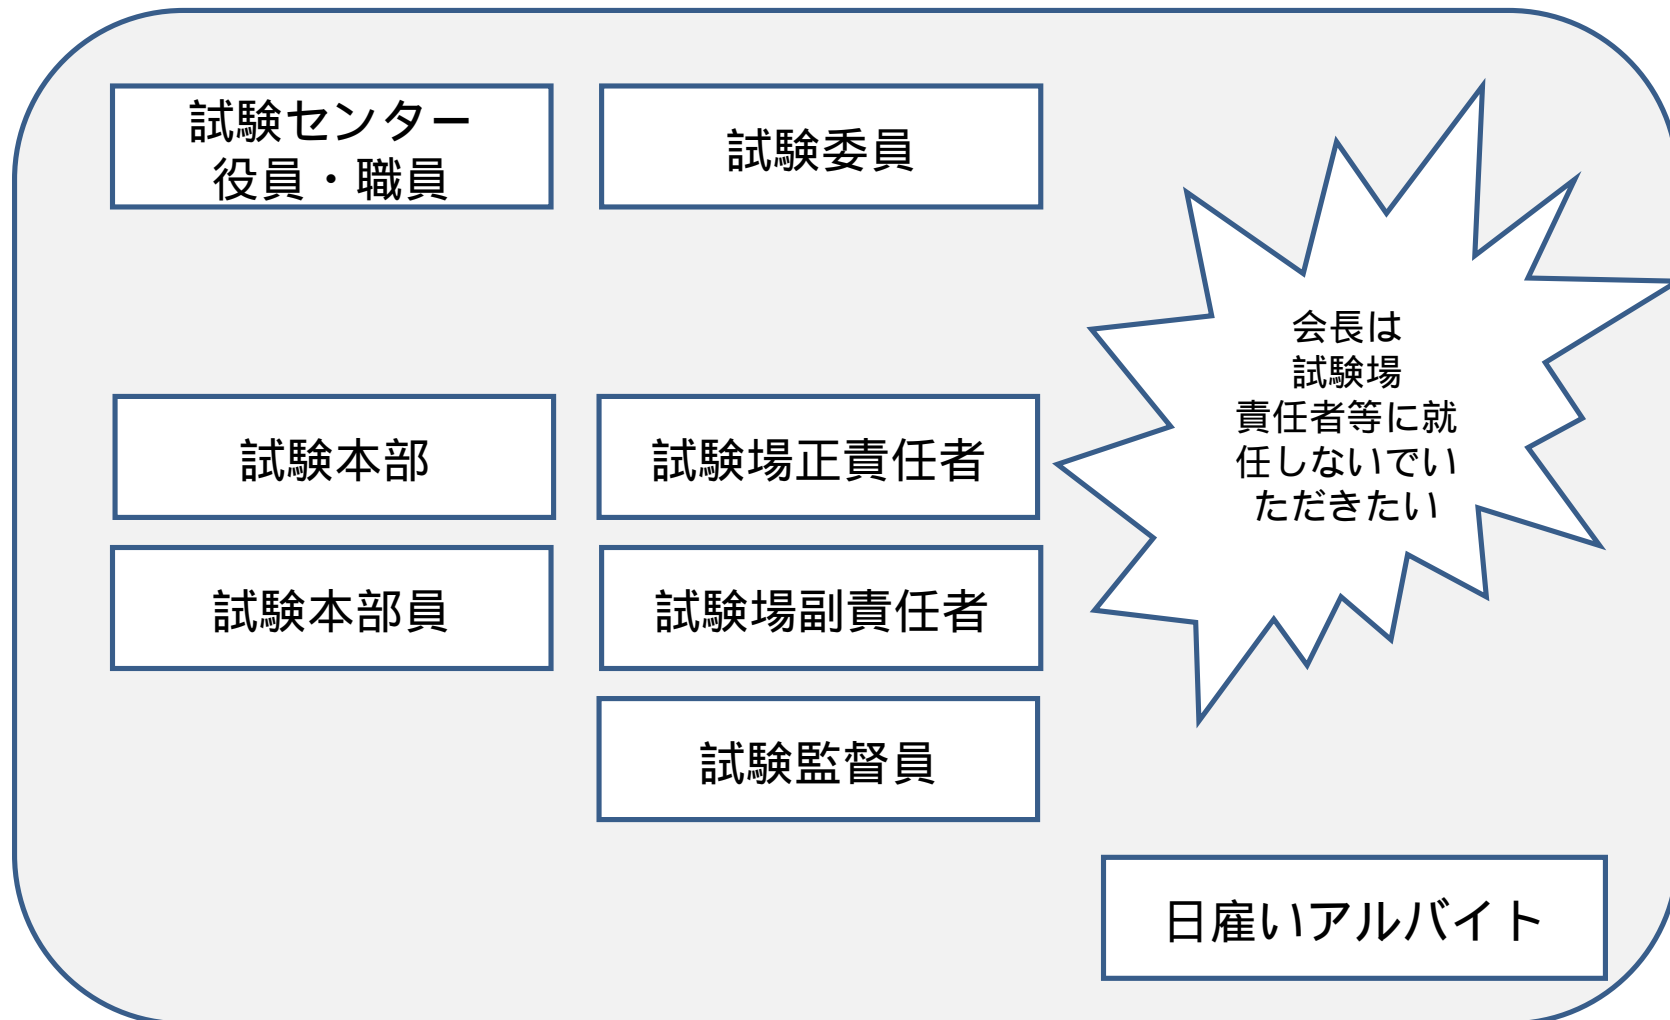 試験センター
役員・職員
試験委員
会長は
試験場
責任者等に就
任しないでい
ただきたい
試験本部
試験場正責任者
試験本部員
試験場副責任者
試験監督員
日雇いアルバイト